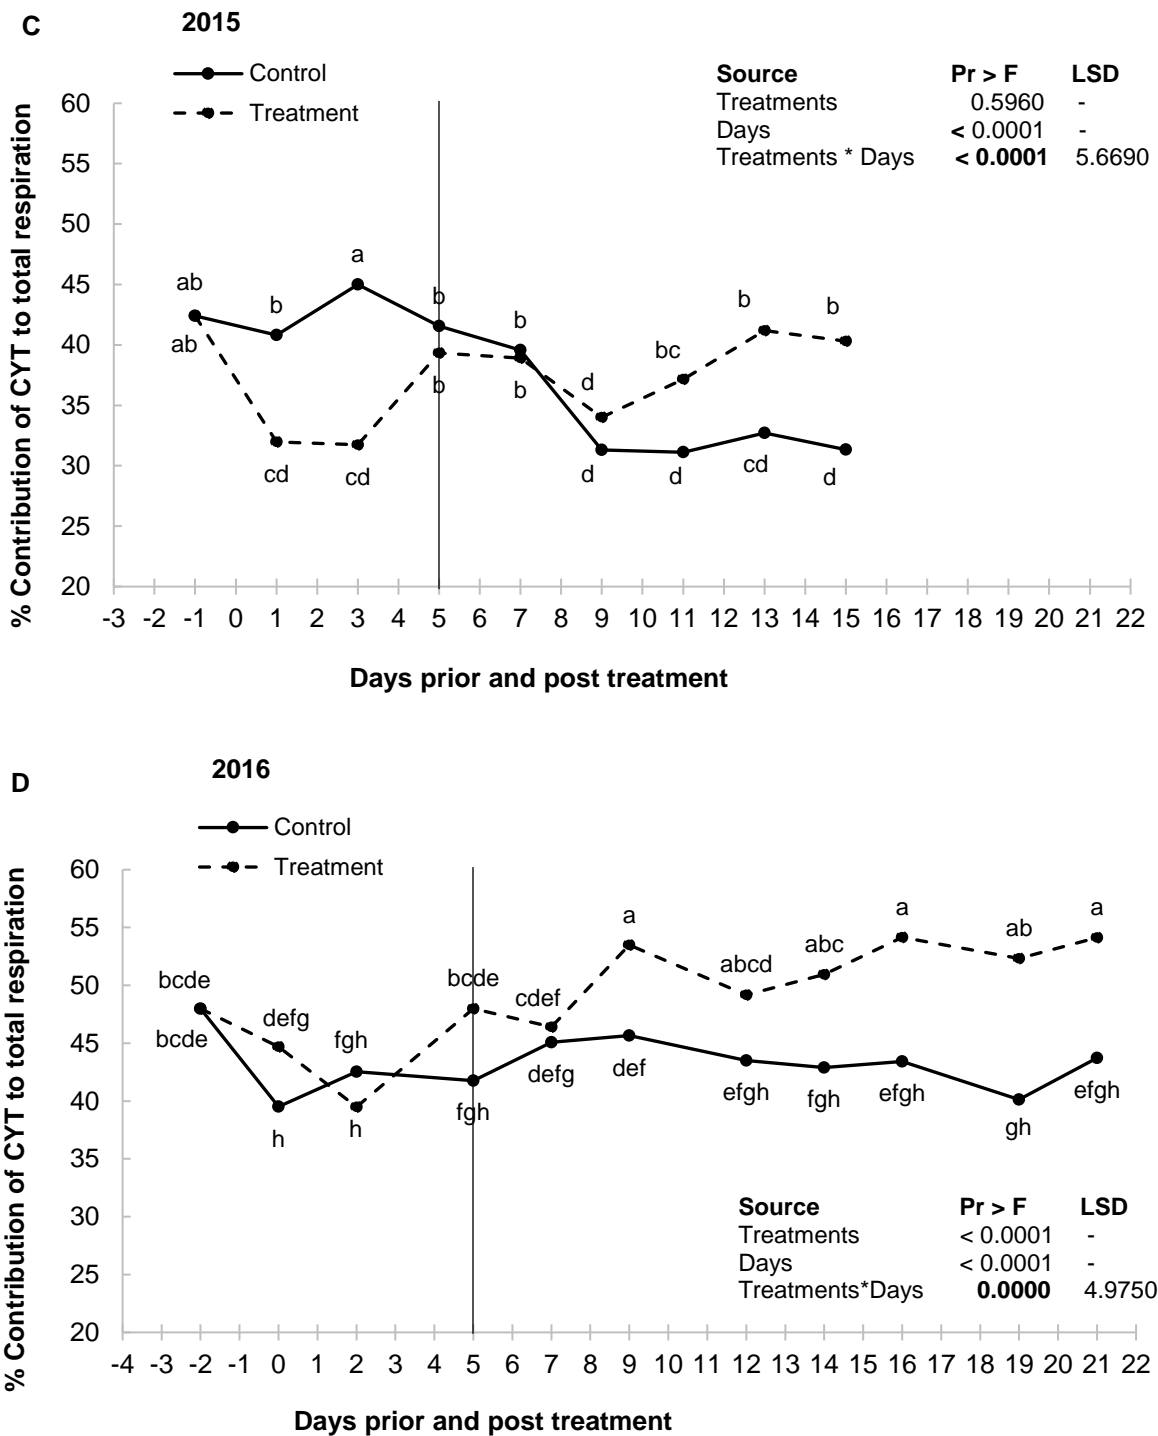 C
2015
Control
Treatment
Source Pr > F LSD
Treatments 0.5960 -
Days < 0.0001 -
Treatments * Days < 0.0001 5.6690
% Contribution of CYT to total respiration
60
55
50
45
40
35
30
25
20
ab
b
a
b
b
d
bc
b
b
ab
cd
cd
b
b
d
d
cd
d
-3 -2 -1 0 1 2 3 4 5 6 7 8 9 10 11 12 13 14 15 16 17 18 19 20 21 22
Days prior and post treatment
D
2016
Control
Treatment
% Contribution of CYT to total respiration
60
55
50
45
40
35
30
25
20
bcde
defg
fgh
bcde
cdef
a
abcd
abc
a
ab
a
bcde
h
h
fgh
defg
def
efgh
fgh
efgh
gh
efgh
Source Pr > F LSD
Treatments < 0.0001 -
Days < 0.0001 -
Treatments*Days 0.0000 4.9750
-4 -3 -2 -1 0 1 2 3 4 5 6 7 8 9 10 11 12 13 14 15 16 17 18 19 20 21 22
Days prior and post treatment